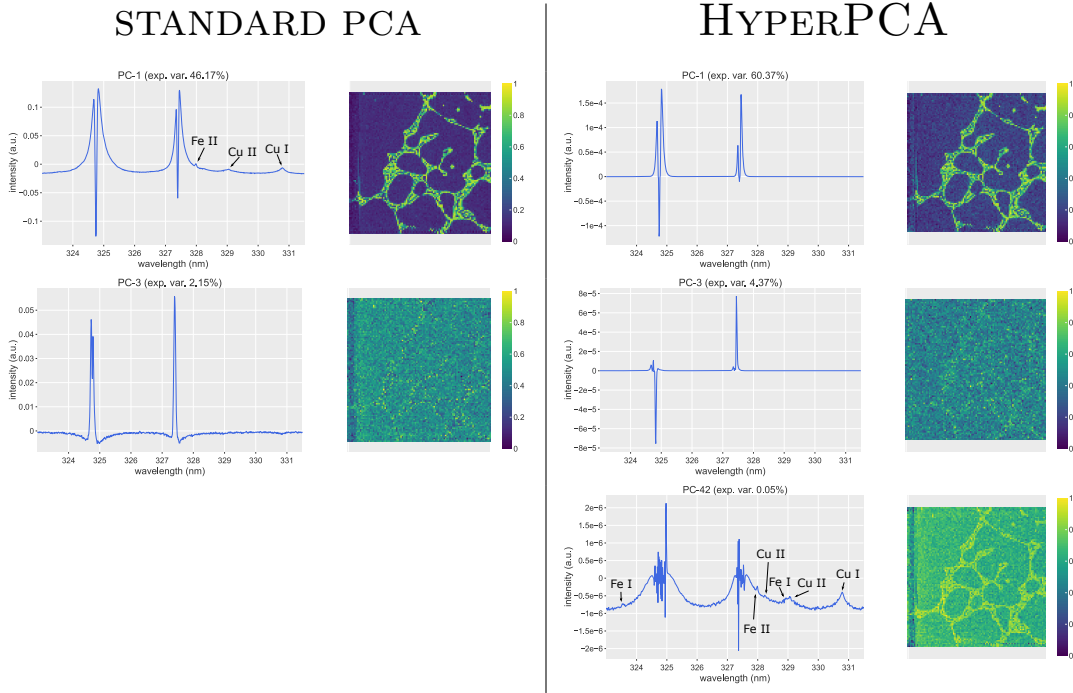 STANDARD PCA
PC-1 (exp. var. 46.17%)
intensity (a.u.)
0.1
0.05
0
−0.05
−0.1
Fe II
Cu II
Cu I
324 325 326 327 328 329 330 331
wavelength (nm)
1
0.8
0.6
0.4
0.2
0
PC-3 (exp. var. 2.15%)
intensity (a.u.)
0.05
0.04
0.03
0.02
0.01
0
324 325 326 327 328 329 330 331
wavelength (nm)
1
0.8
0.6
0.4
0.2
0
HYPERPCA
PC-1 (exp. var. 60.37%)
intensity (a.u.)
1.5e−4
1e−4
0.5e−4
0
−0.5e−4
−1e−4
324 325 326 327 328 329 330 331
wavelength (nm)
PC-3 (exp. var. 4.37%)
intensity (a.u.)
8e−5
6e−5
4e−5
2e−5
0
−2e−5
−4e−5
−6e−5
−8e−5
324 325 326 327 328 329 330 331
wavelength (nm)
PC-42 (exp. var. 0.05%)
intensity (a.u.)
2e−6
1.5e−6
1e−6
0.5e−6
0
−0.5e−6
−1e−6
−1.5e−6
−2e−6
Fe I
Cu II
Fe I
Cu II
Cu I
Fe II
324 325 326 327 328 329 330 331
wavelength (nm)